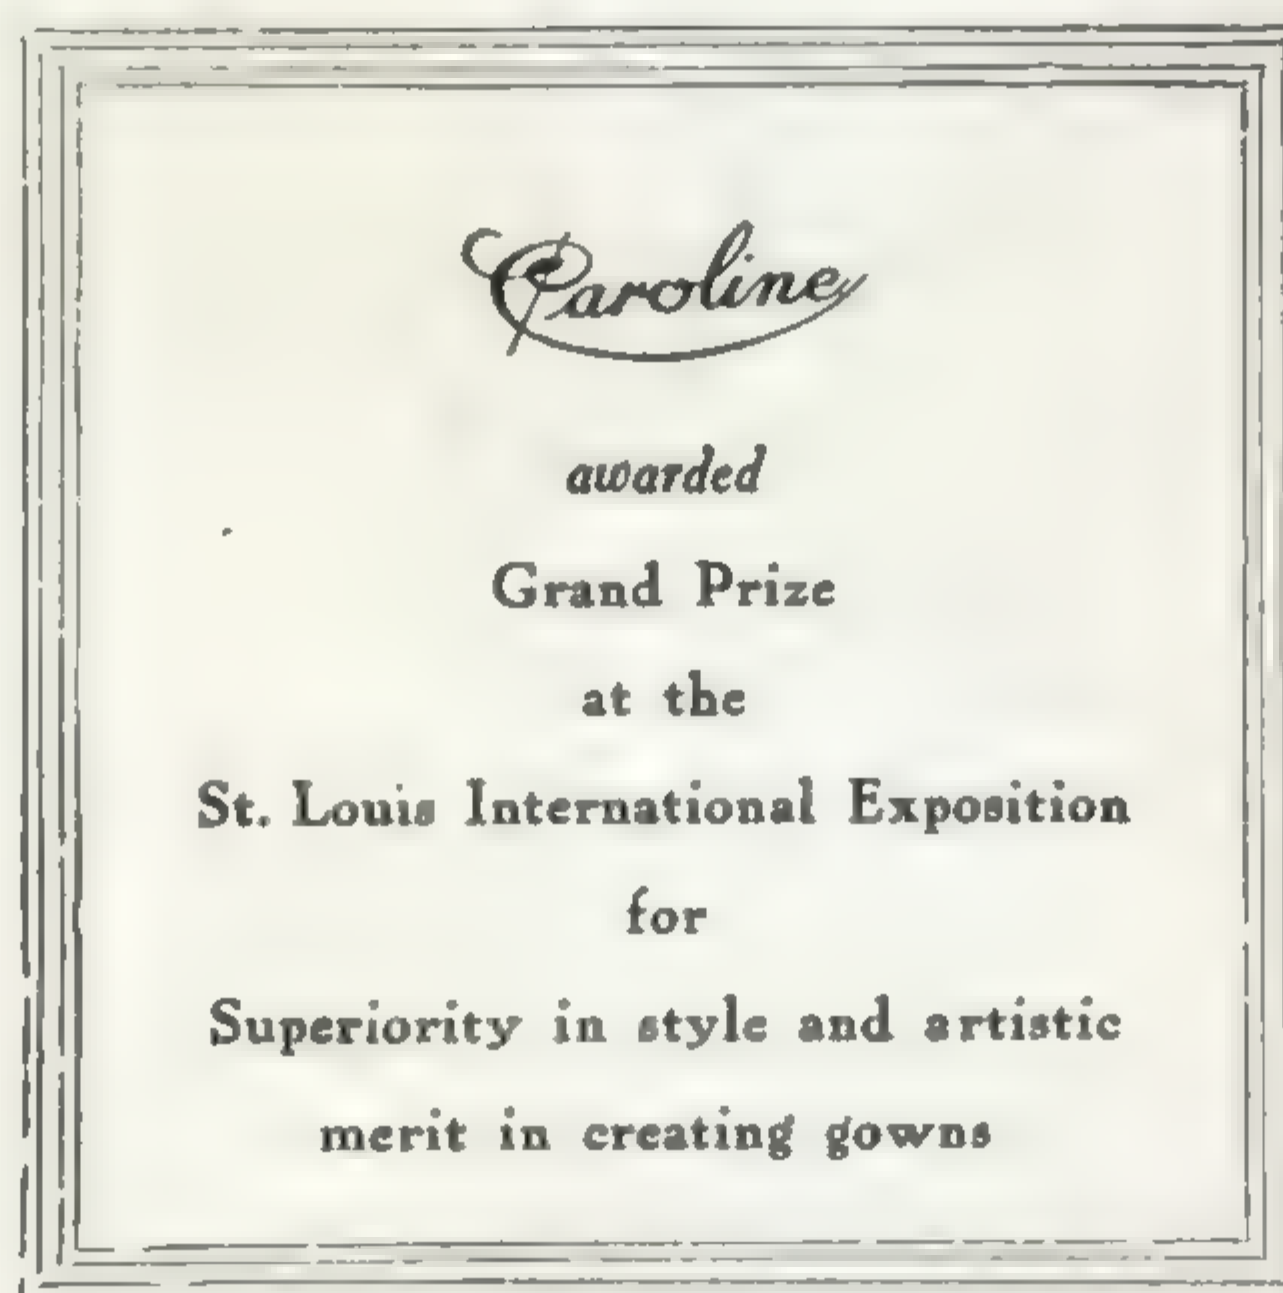 Caroline
awarded
Grand Prize
at the
St. Louis International Exposition
for
Superiority in style and artistic
merit in creating gowns